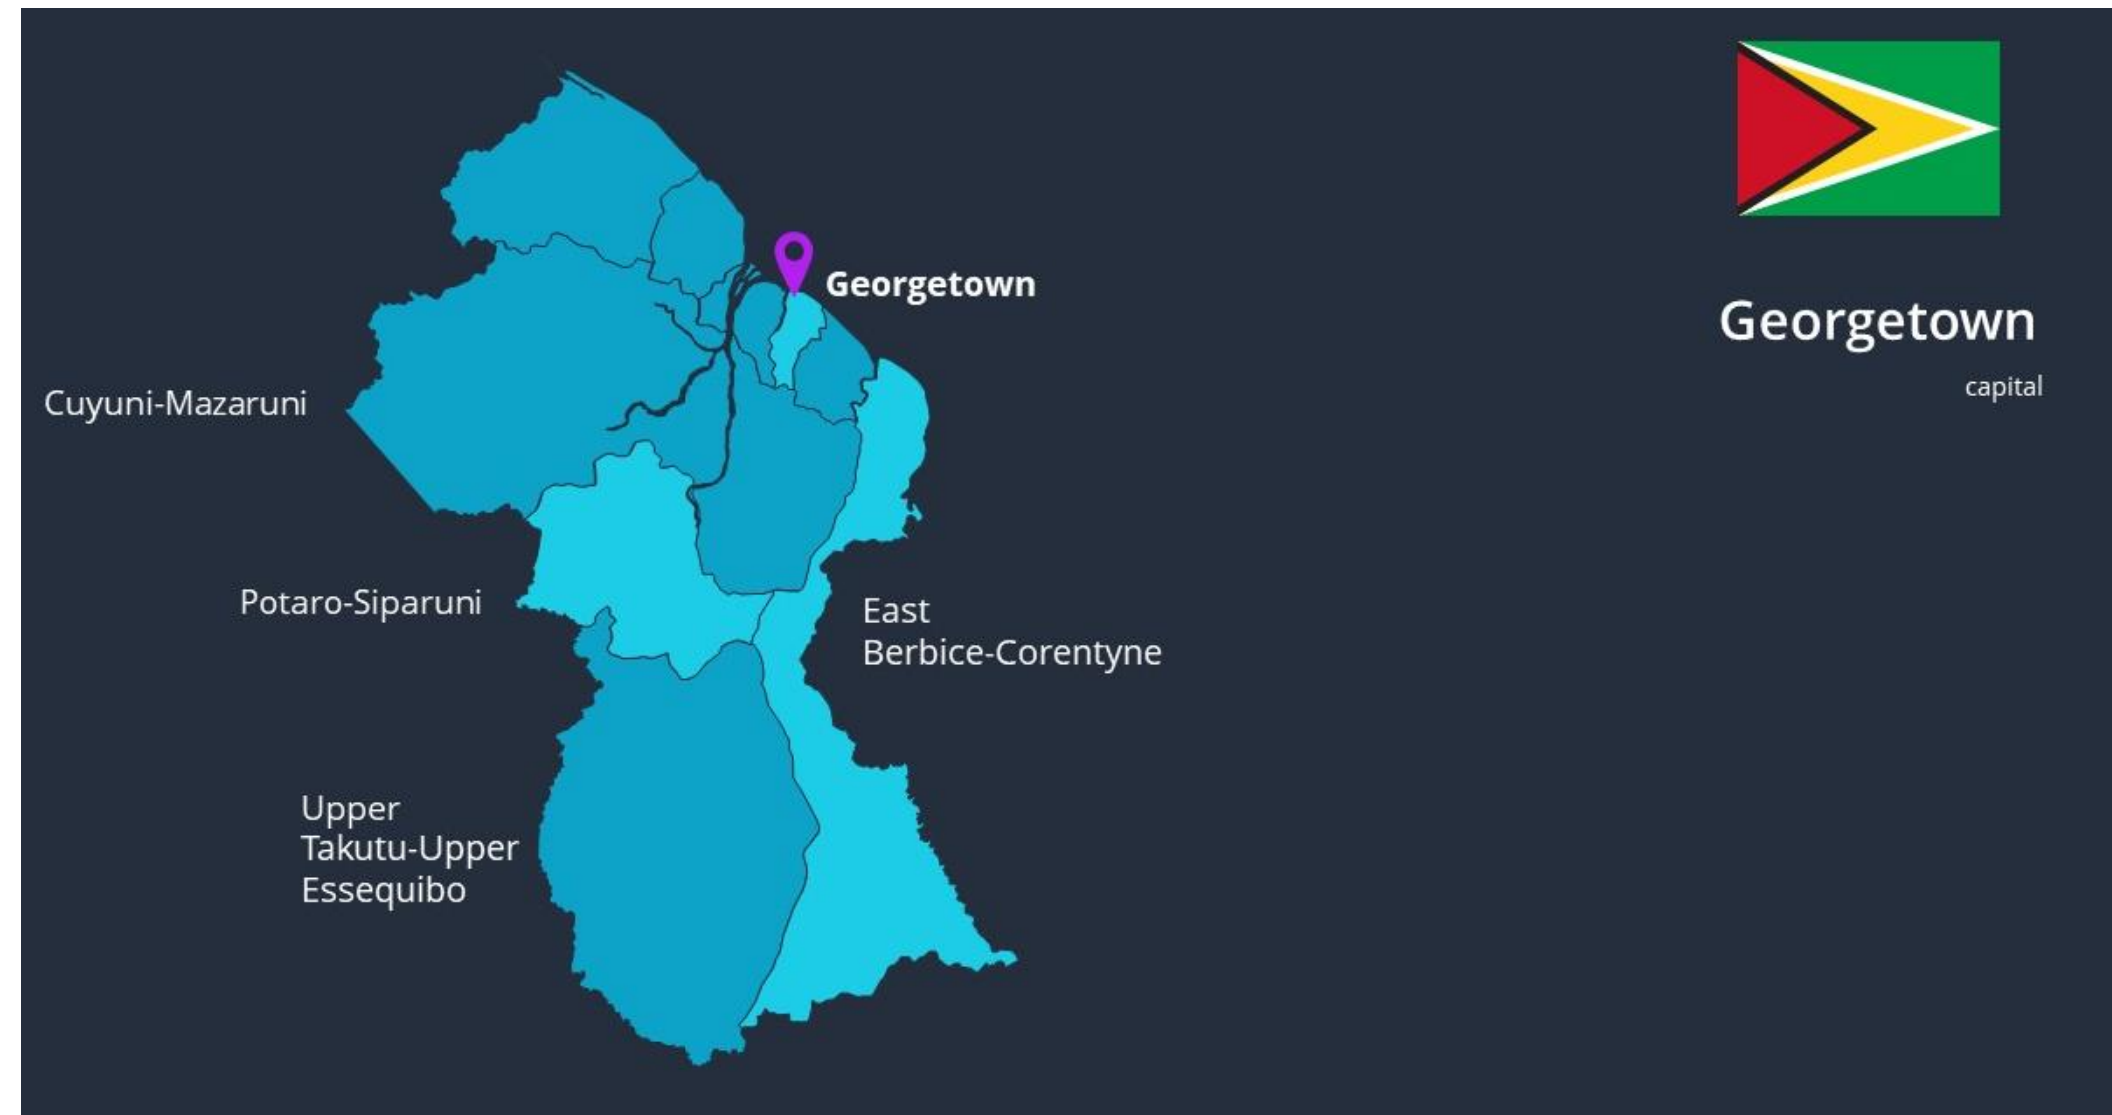 Georgetown
Georgetown
capital
Cuyuni-Mazaruni
Potaro-Siparuni
East
Berbice-Corentyne
Upper
Takutu-Upper
Essequibo